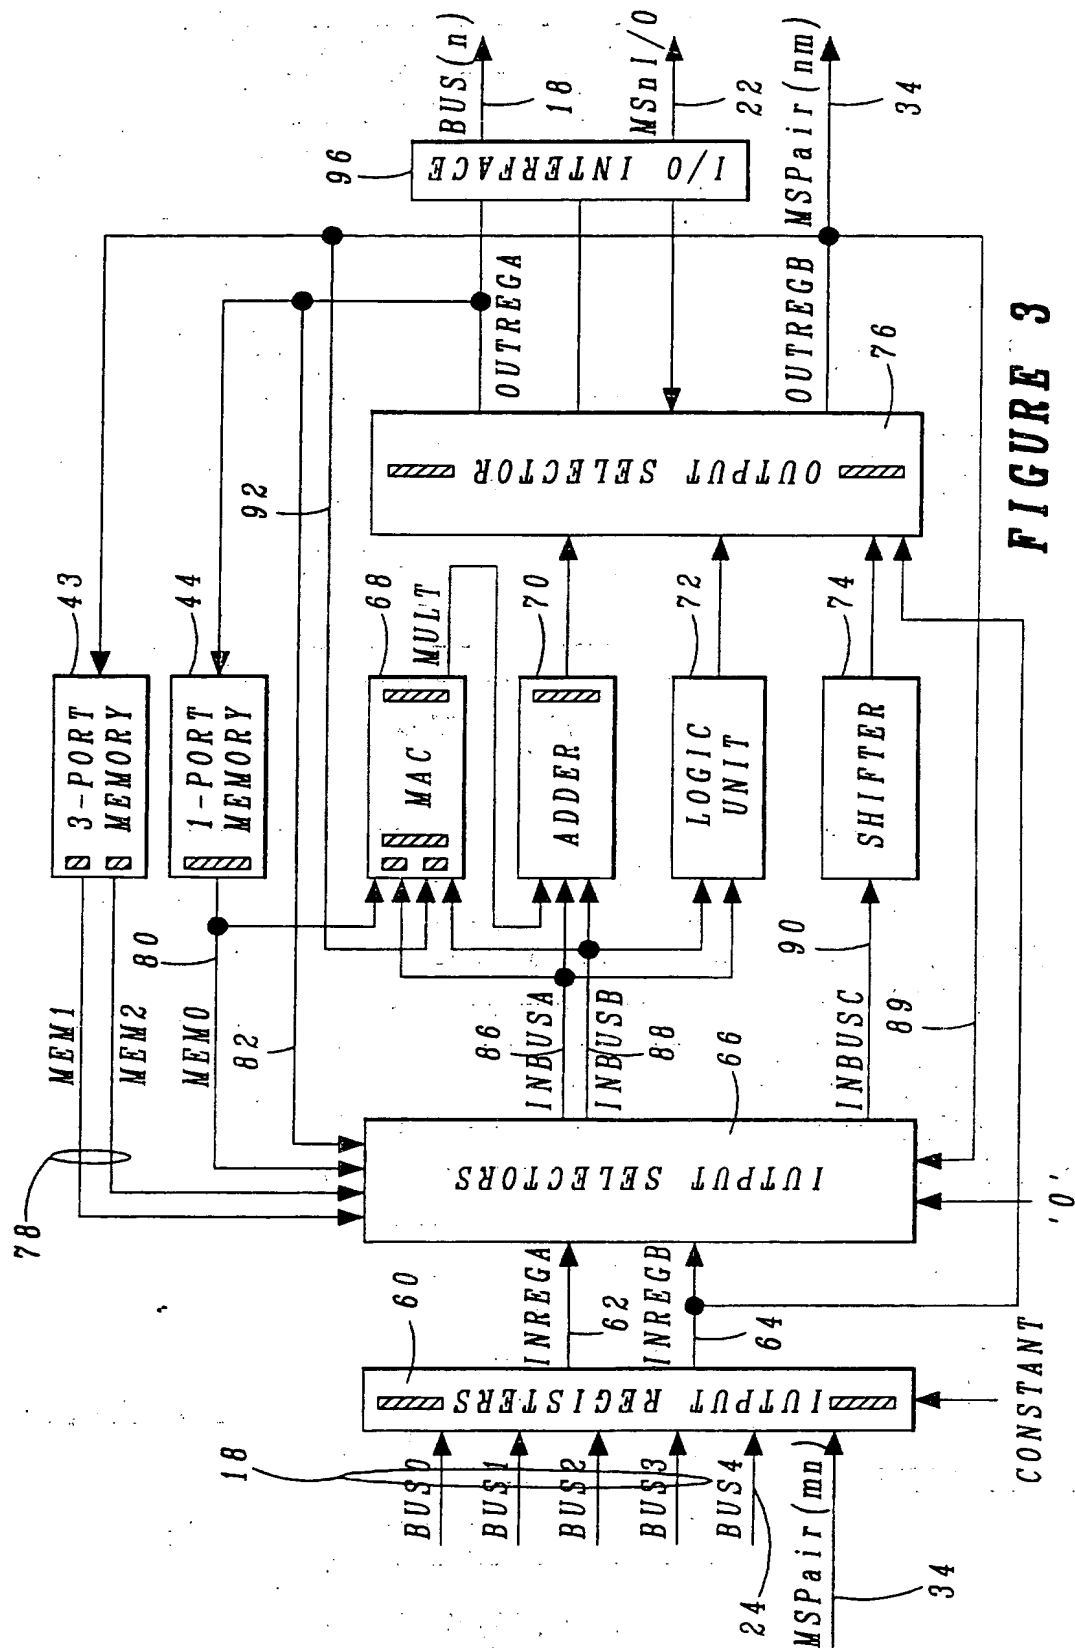 BUS0
BUS1
BUS2
BUS3
BUS4
18
24
MSPair(mn)
34
CONSTANT
IUTPUT REGISTERS
60
INREGA
62
INREGB
64
'0'
IUTPUT SELECTORS
66
78
MEM1
MEM2
MEM0
80
82
INBUSA
86
INBUSB
88
INBUSC
90
89
3-PORT
MEMORY
43
1-PORT
MEMORY
44
MAC
68
MULT
ADDER
70
LOGIC
UNIT
72
SHIFTER
74
92
OUTPUT SELECTOR
76
OUTREGA
OUTREGB
I/O INTERFACE
96
BUS(n)
18
MSnI/O
22
MSPair(nm)
34
FIGURE 3